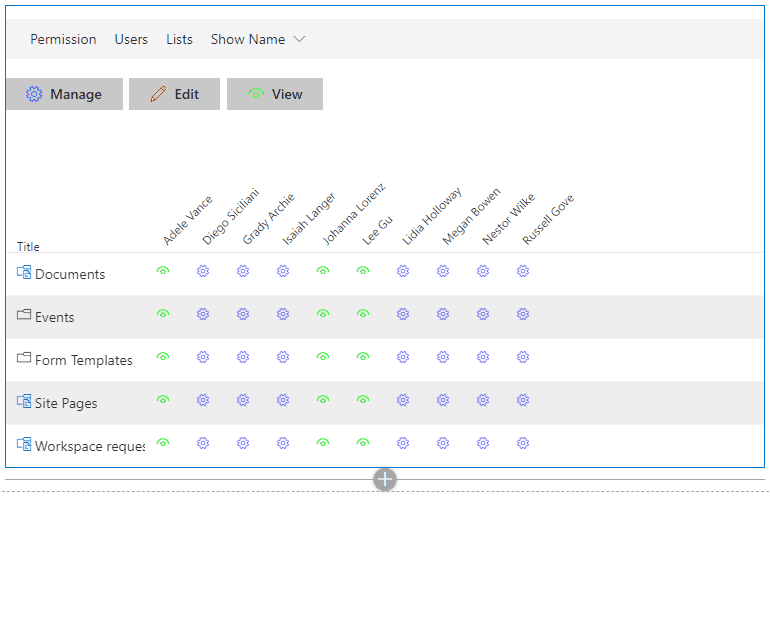 Permission Users Lists Show Name
Manage Edit View
Title Adele Vance Diego Siciliani Grady Archie Isaiah Langer Johanna Lorenz Lee Gu Lidia Holloway Megan Bowen Nestor Wilke Russell Gove
Documents
Events
Form Templates
Site Pages
Workspace reques